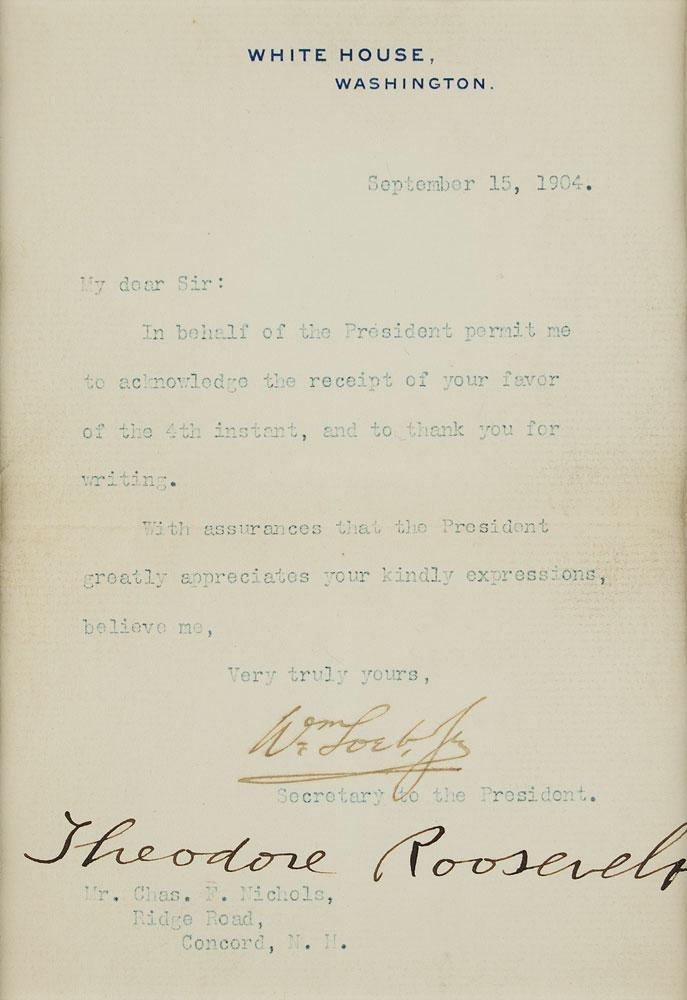 WHITE HOUSE,
WASHINGTON.
September 15, 1904.
My dear Sir:
In behalf of the President permit me
to acknowledge the receipt of your favor
of the 4th instant, and to thank you for
writing.
With assurances that the President
greatly appreciates your kindly expressions,
believe me,
Very truly yours,
Wm Loeb, Jr
Secretary to the President.
Theodore Roosevelt
Mr. Chas. F. Nichols,
Ridge Road,
Concord, N. H.